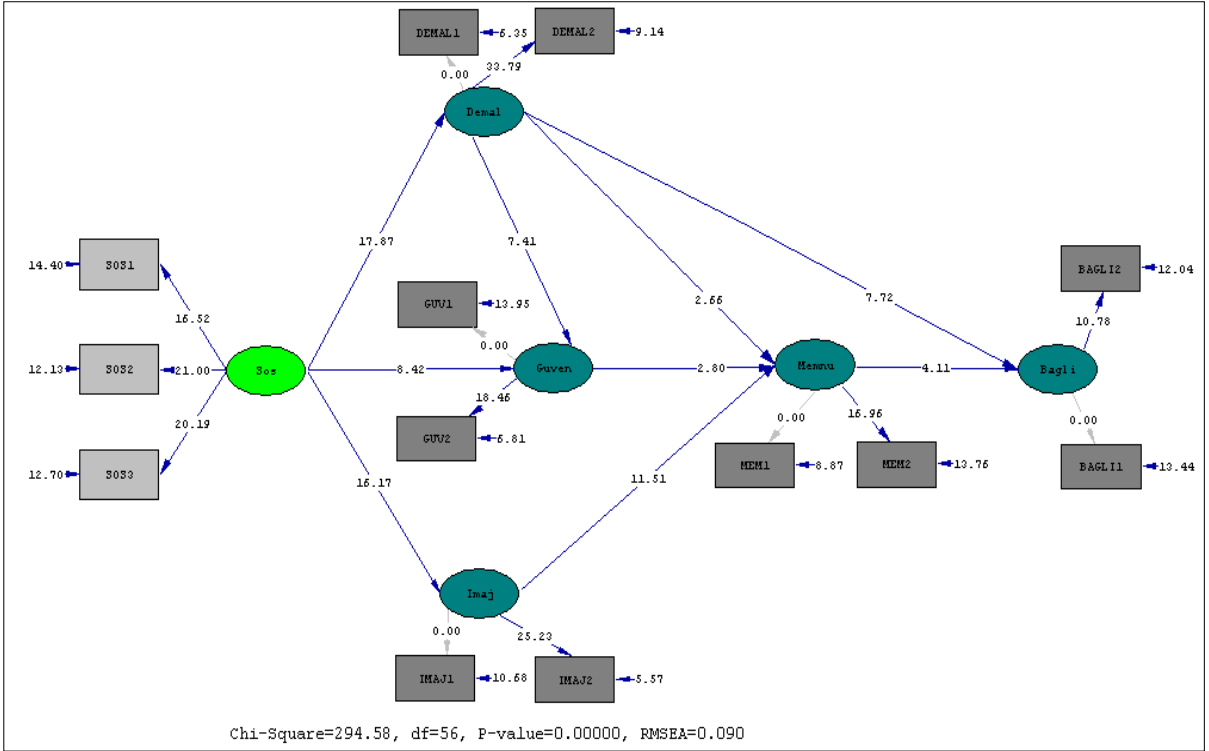 DEMAL1
6.35
DEMAL2
9.14
0.00
33.79
Demal
17.87
7.41
2.66
7.72
14.40
SOS1
16.52
12.13
SOS2
21.00
Sos
20.19
12.70
SOS3
GUV1
13.95
0.00
8.42
Guven
2.80
18.46
GUV2
6.81
Memnu
4.11
Bagli
BAGLI2
12.04
10.78
0.00
BAGLI1
13.44
0.00
16.96
MEM1
8.87
MEM2
13.76
16.17
11.51
Imaj
0.00
25.23
IMAJ1
10.68
IMAJ2
5.57
Chi-Square=294.58, df=56, P-value=0.00000, RMSEA=0.090